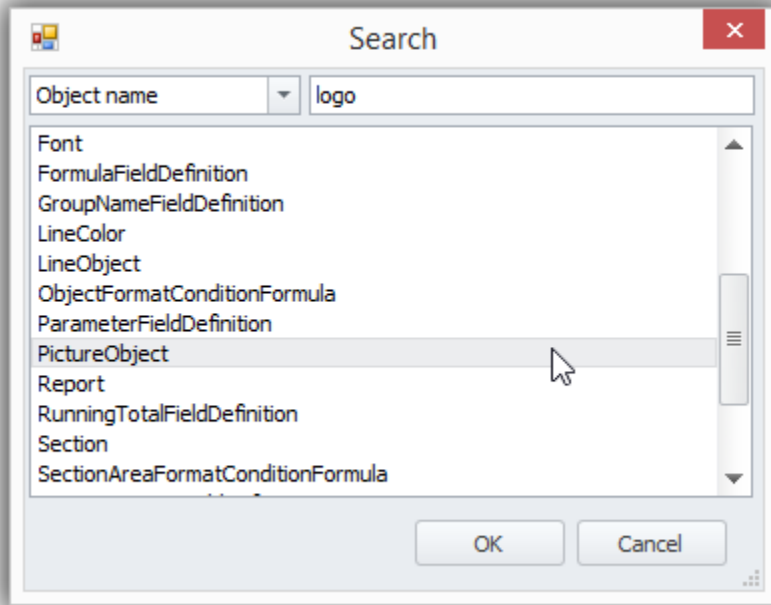 Search
Object name
logo
Font
FormulaFieldDefinition
GroupNameFieldDefinition
LineColor
LineObject
ObjectFormatConditionFormula
ParameterFieldDefinition
PictureObject
Report
RunningTotalFieldDefinition
Section
SectionAreaFormatConditionFormula
OK
Cancel